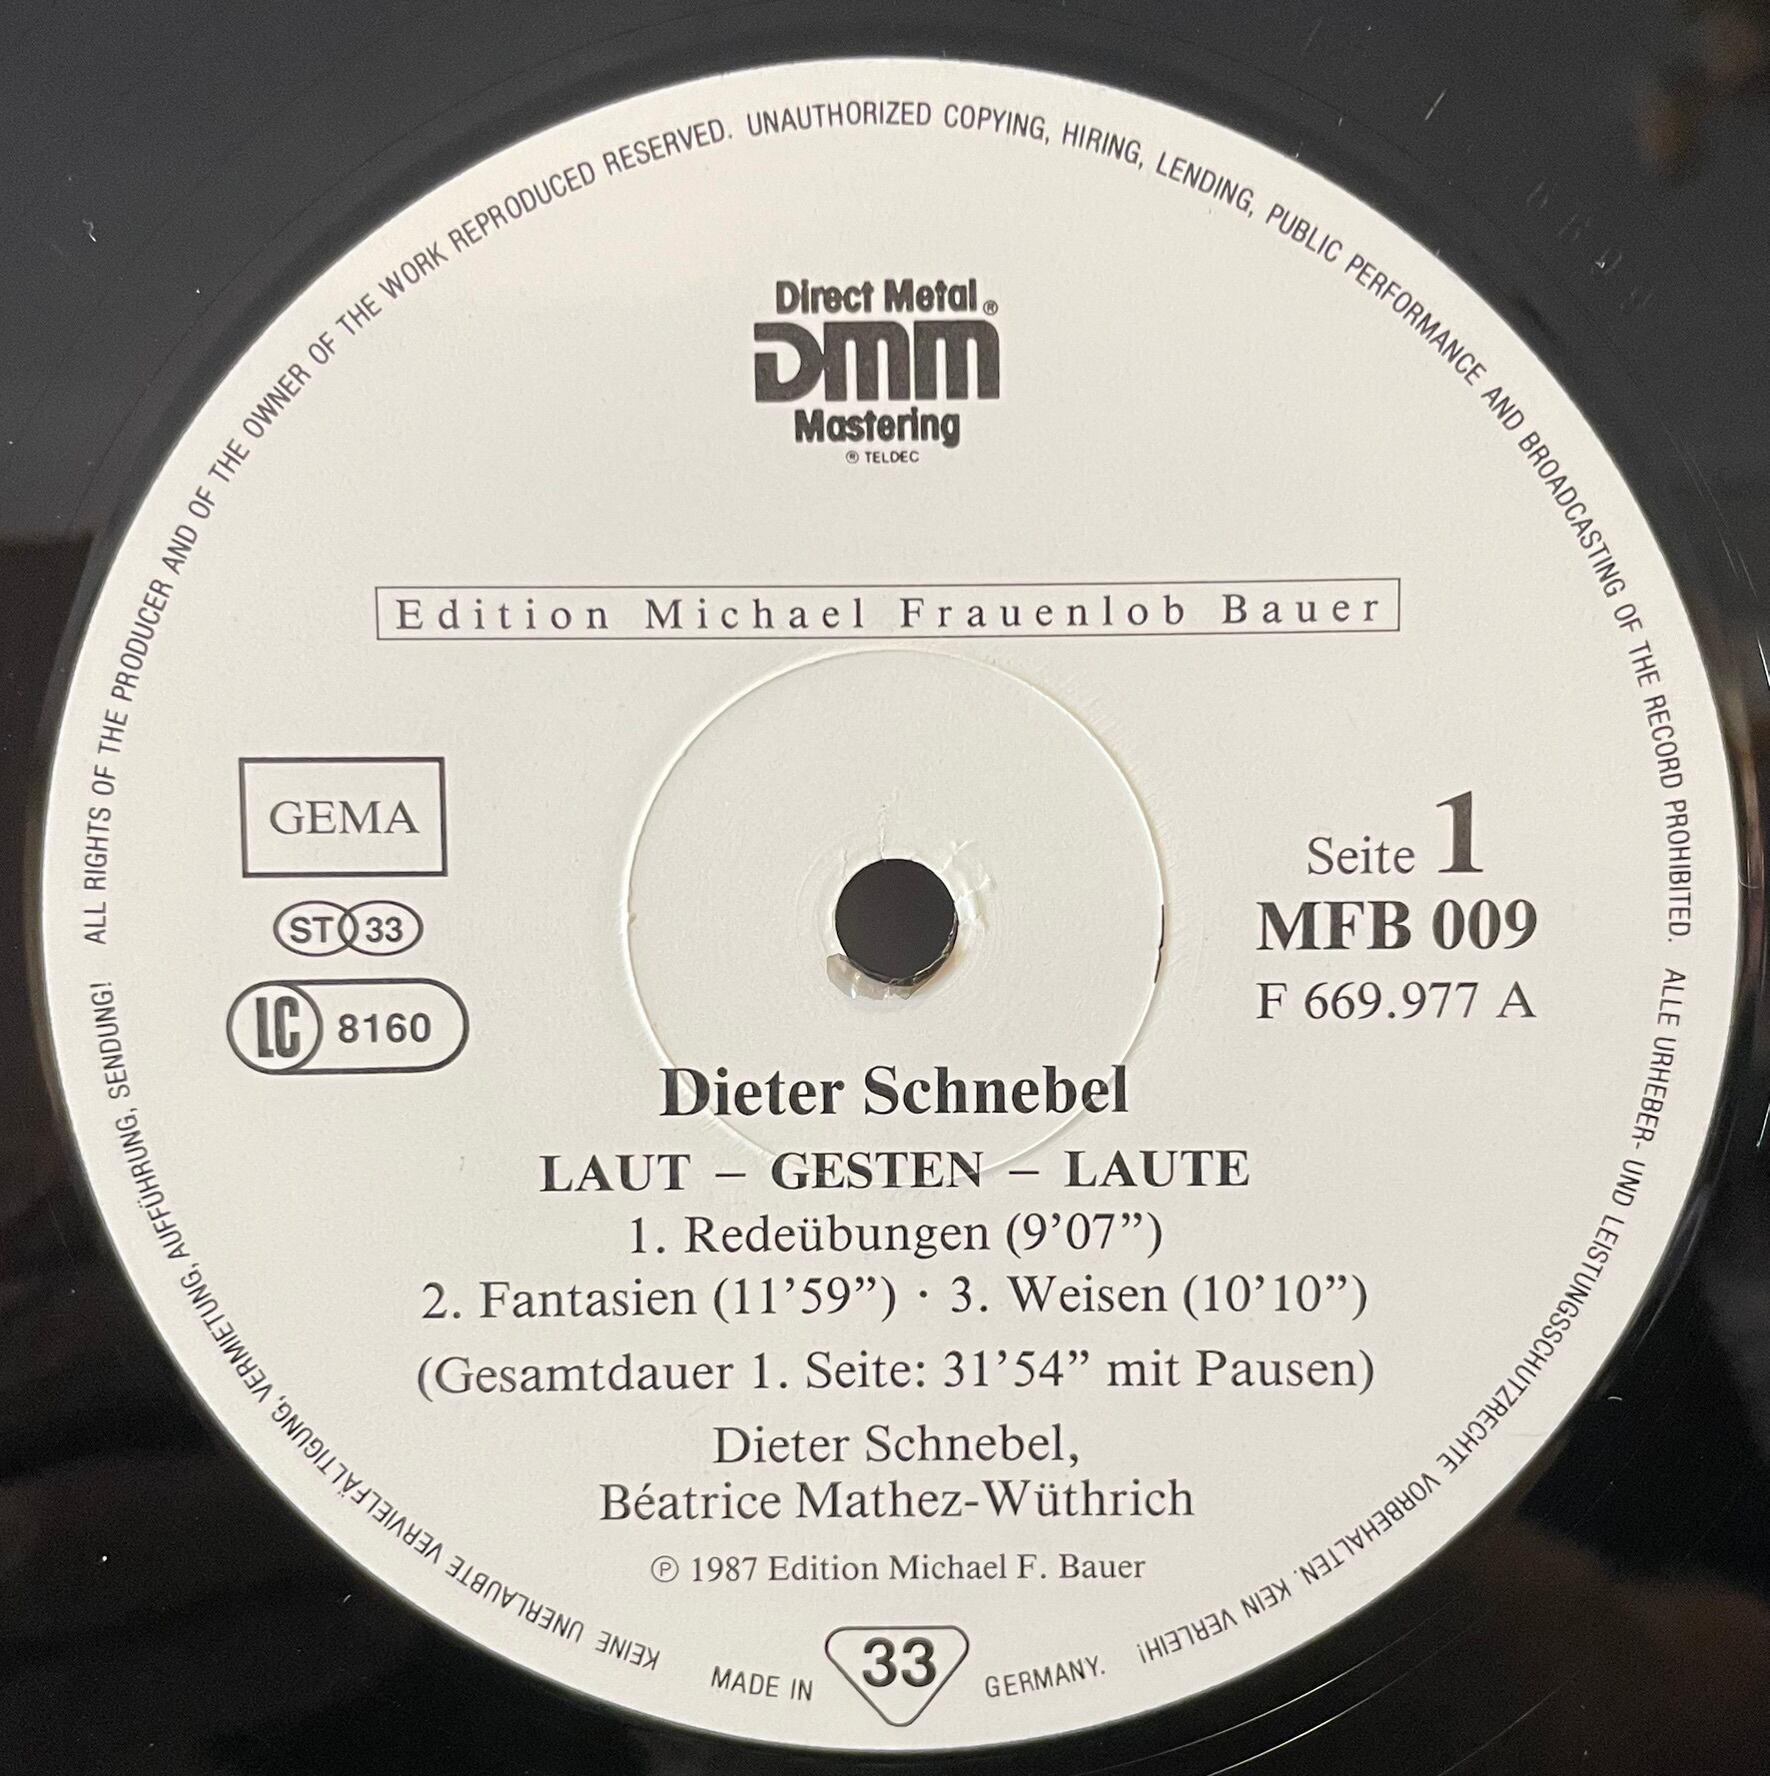 ALL RIGHTS OF THE PRODUCER AND OF THE OWNER OF THE WORK REPRODUCED RESERVED. UNAUTHORIZED COPYING, HIRING, LENDING, PUBLIC PERFORMANCE AND BROADCASTING OF THE RECORD PROHIBITED.
Direct Metal ®
DMM
Mastering
® TELDEC
Edition Michael Frauenlob Bauer
GEMA
ST 33
LC 8160
Seite 1
MFB 009
F 669.977 A
Dieter Schnebel
LAUT – GESTEN – LAUTE
1. Redeübungen (9’07”)
2. Fantasien (11’59”) · 3. Weisen (10’10”)
(Gesamtdauer 1. Seite: 31’54” mit Pausen)
Dieter Schnebel,
Béatrice Mathez-Wüthrich
℗ 1987 Edition Michael F. Bauer
MADE IN 33 GERMANY.
ALLE URHEBER- UND LEISTUNGSSCHUTZRECHTE VORBEHALTEN. KEIN VERLEIH!
KEINE UNERLAUBTE VERVIELFÄLTIGUNG, VERMIETUNG, AUFFÜHRUNG, SENDUNG!